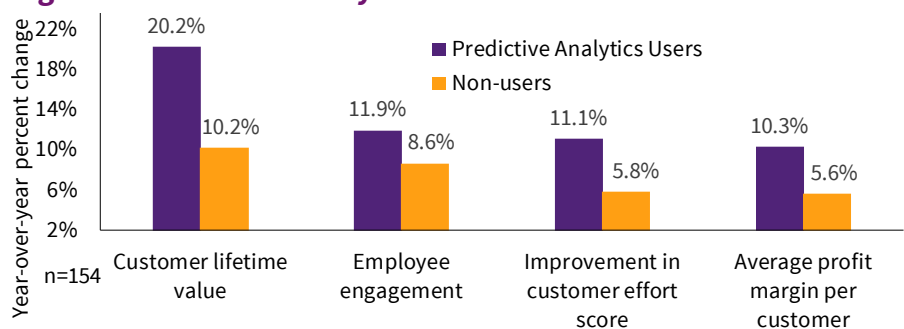 Year-over-year percent change
22%
18%
14%
10%
6%
2%
20.2%
10.2%
11.9%
8.6%
11.1%
5.8%
10.3%
5.6%
Predictive Analytics Users
Non-users
n=154
Customer lifetime
value
Employee
engagement
Improvement in
customer effort
score
Average profit
margin per
customer